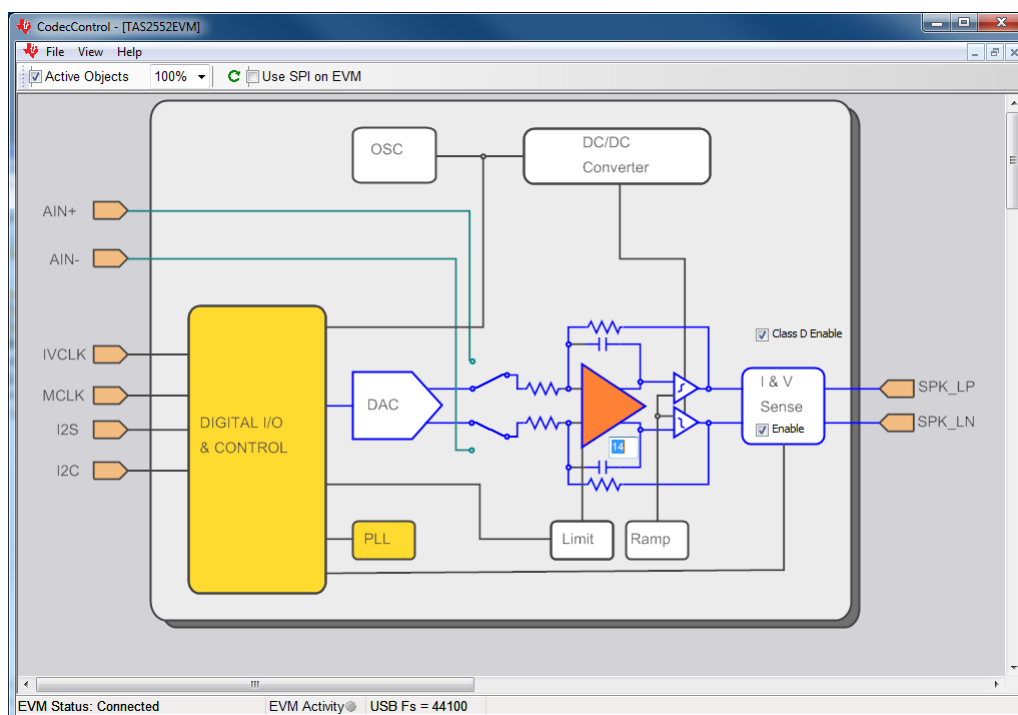 CodecControl - [TAS2552EVM]
File View Help
Active Objects 100% Use SPI on EVM
OSC
DC/DC
Converter
AIN+
AIN-
IVCLK
MCLK
I2S
I2C
DIGITAL I/O
& CONTROL
DAC
14
Class D Enable
I & V
Sense
Enable
SPK_LP
SPK_LN
PLL
Limit
Ramp
EVM Status: Connected EVM Activity USB Fs = 44100